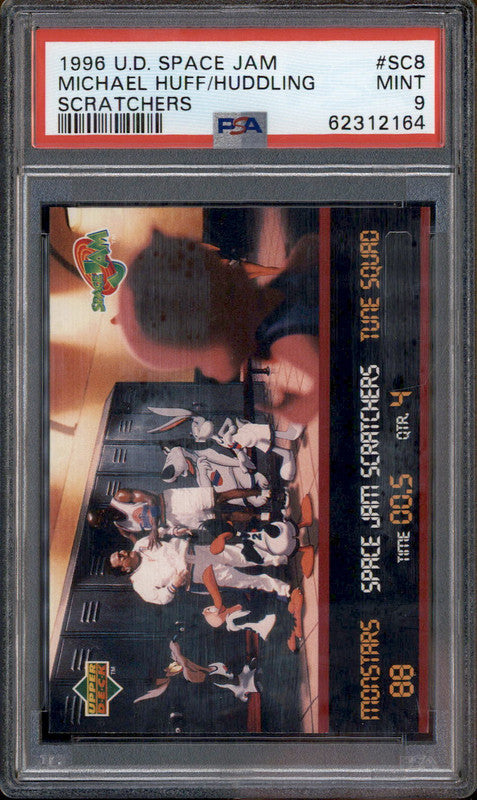 1996 U.D. SPACE JAM #SC8
MICHAEL HUFF/HUDDLING MINT
SCRATCHERS 9
PSA 62312164
SPACE JAM
UPPER DECK TM
MONSTARS SPACE JAM SCRATCHERS TUNE SQUAD
88 TIME 00.5 QTR. 4